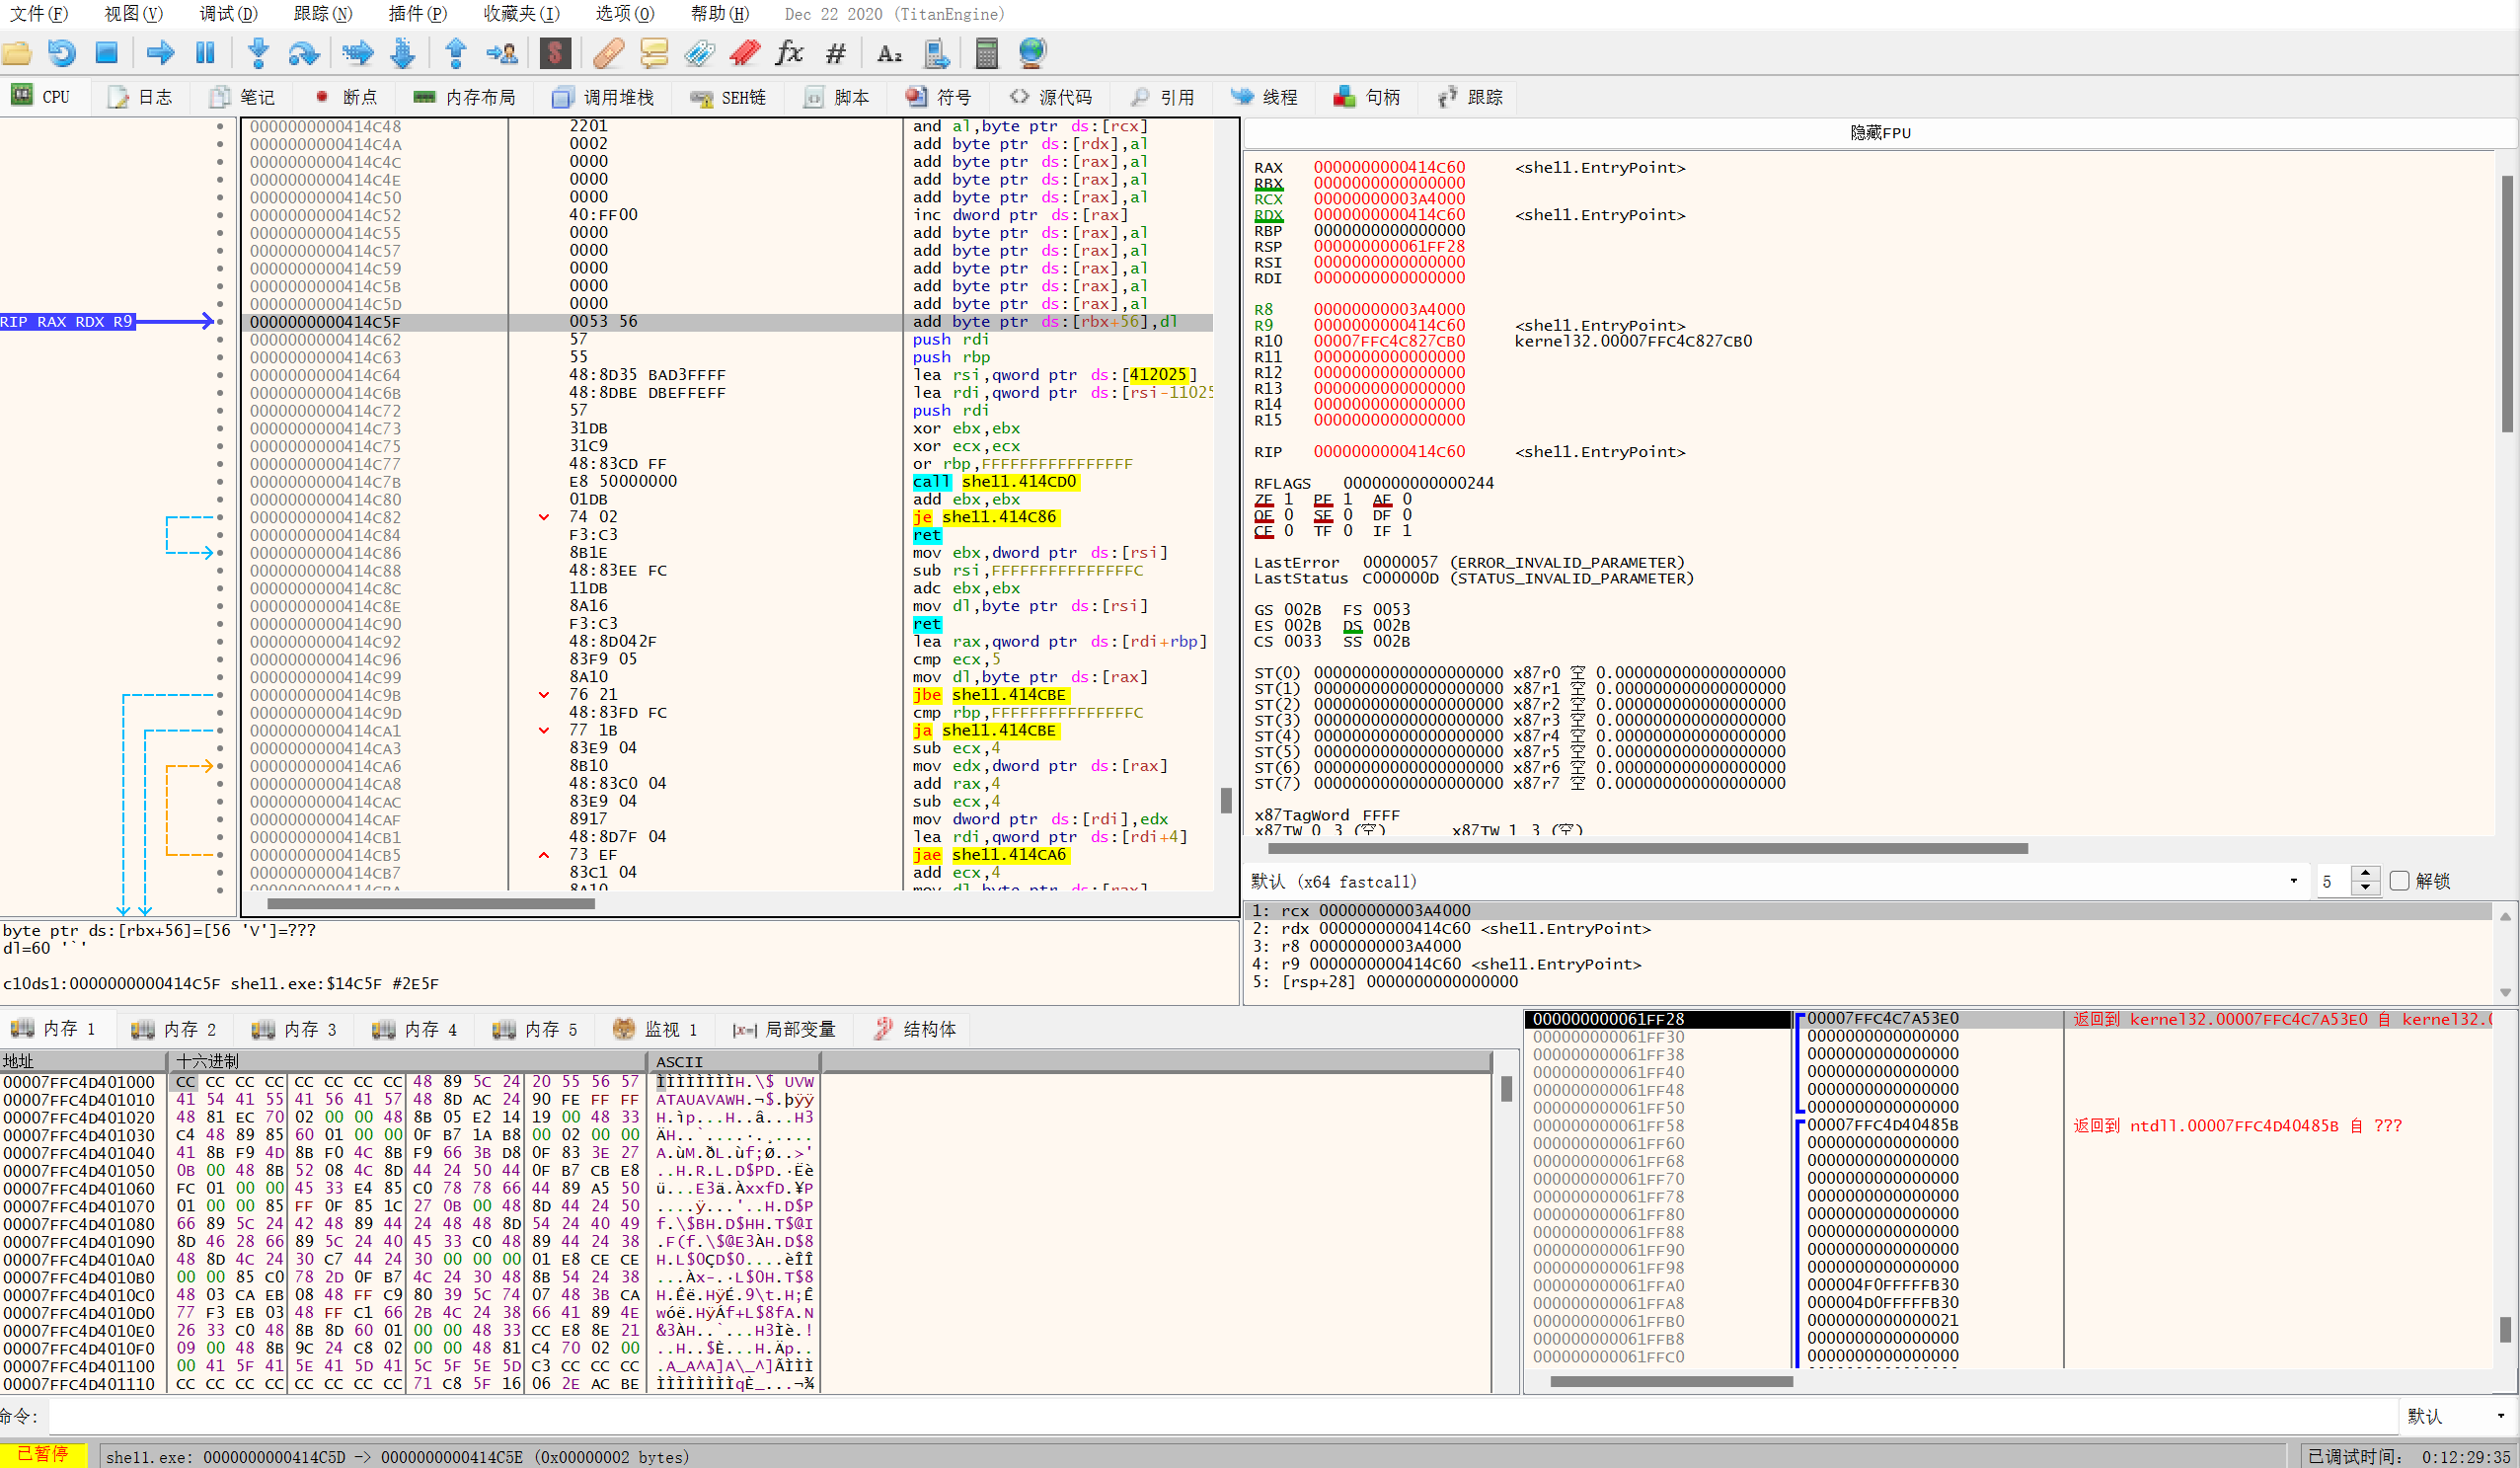 文件(F) 视图(V) 调试(D) 跟踪(N) 插件(P) 收藏夹(I) 选项(O) 帮助(H) Dec 22 2020 (TitanEngine)
CPU 日志 笔记 断点 内存布局 调用堆栈 SEH链 脚本 符号 源代码 引用 线程 句柄 跟踪
RIP RAX RDX R9
0000000000414C48 2201 and al,byte ptr ds:[rcx]
0000000000414C4A 0002 add byte ptr ds:[rdx],al
0000000000414C4C 0000 add byte ptr ds:[rax],al
0000000000414C4E 0000 add byte ptr ds:[rax],al
0000000000414C50 0000 add byte ptr ds:[rax],al
0000000000414C52 40:FF00 inc dword ptr ds:[rax]
0000000000414C55 0000 add byte ptr ds:[rax],al
0000000000414C57 0000 add byte ptr ds:[rax],al
0000000000414C59 0000 add byte ptr ds:[rax],al
0000000000414C5B 0000 add byte ptr ds:[rax],al
0000000000414C5D 0000 add byte ptr ds:[rax],al
0000000000414C5F 0053 56 add byte ptr ds:[rbx+56],dl
0000000000414C62 57 push rdi
0000000000414C63 55 push rbp
0000000000414C64 48:8D35 BAD3FFFF lea rsi,qword ptr ds:[412025]
0000000000414C6B 48:8DBE DBEFFEFF lea rdi,qword ptr ds:[rsi-11025
0000000000414C72 57 push rdi
0000000000414C73 31DB xor ebx,ebx
0000000000414C75 31C9 xor ecx,ecx
0000000000414C77 48:83CD FF or rbp,FFFFFFFFFFFFFFFF
0000000000414C7B E8 50000000 call shell.414CD0
0000000000414C80 01DB add ebx,ebx
0000000000414C82 74 02 je shell.414C86
0000000000414C84 F3:C3 ret
0000000000414C86 8B1E mov ebx,dword ptr ds:[rsi]
0000000000414C88 48:83EE FC sub rsi,FFFFFFFFFFFFFFFC
0000000000414C8C 11DB adc ebx,ebx
0000000000414C8E 8A16 mov dl,byte ptr ds:[rsi]
0000000000414C90 F3:C3 ret
0000000000414C92 48:8D042F lea rax,qword ptr ds:[rdi+rbp]
0000000000414C96 83F9 05 cmp ecx,5
0000000000414C99 8A10 mov dl,byte ptr ds:[rax]
0000000000414C9B 76 21 jbe shell.414CBE
0000000000414C9D 48:83FD FC cmp rbp,FFFFFFFFFFFFFFFC
0000000000414CA1 77 1B ja shell.414CBE
0000000000414CA3 83E9 04 sub ecx,4
0000000000414CA6 8B10 mov edx,dword ptr ds:[rax]
0000000000414CA8 48:83C0 04 add rax,4
0000000000414CAC 83E9 04 sub ecx,4
0000000000414CAF 8917 mov dword ptr ds:[rdi],edx
0000000000414CB1 48:8D7F 04 lea rdi,qword ptr ds:[rdi+4]
0000000000414CB5 73 EF jae shell.414CA6
0000000000414CB7 83C1 04 add ecx,4
0000000000414CBA 8A10 mov dl,byte ptr ds:[rax]
隐藏FPU
RAX 0000000000414C60 <shell.EntryPoint>
RBX 0000000000000000
RCX 00000000003A4000
RDX 0000000000414C60 <shell.EntryPoint>
RBP 0000000000000000
RSP 000000000061FF28
RSI 0000000000000000
RDI 0000000000000000
R8 00000000003A4000
R9 0000000000414C60 <shell.EntryPoint>
R10 00007FFC4C827CB0 kernel32.00007FFC4C827CB0
R11 0000000000000000
R12 0000000000000000
R13 0000000000000000
R14 0000000000000000
R15 0000000000000000
RIP 0000000000414C60 <shell.EntryPoint>
RFLAGS 0000000000000244
ZF 1 PF 1 AF 0
OF 0 SF 0 DF 0
CF 0 TF 0 IF 1
LastError 00000057 (ERROR_INVALID_PARAMETER)
LastStatus C000000D (STATUS_INVALID_PARAMETER)
GS 002B FS 0053
ES 002B DS 002B
CS 0033 SS 002B
ST(0) 00000000000000000000 x87r0 空 0.000000000000000000
ST(1) 00000000000000000000 x87r1 空 0.000000000000000000
ST(2) 00000000000000000000 x87r2 空 0.000000000000000000
ST(3) 00000000000000000000 x87r3 空 0.000000000000000000
ST(4) 00000000000000000000 x87r4 空 0.000000000000000000
ST(5) 00000000000000000000 x87r5 空 0.000000000000000000
ST(6) 00000000000000000000 x87r6 空 0.000000000000000000
ST(7) 00000000000000000000 x87r7 空 0.000000000000000000
x87TagWord FFFF
x87TW_0 3 (空) x87TW_1 3 (空)
默认 (x64 fastcall) 5 解锁
1: rcx 00000000003A4000
2: rdx 0000000000414C60 <shell.EntryPoint>
3: r8 00000000003A4000
4: r9 0000000000414C60 <shell.EntryPoint>
5: [rsp+28] 0000000000000000
byte ptr ds:[rbx+56]=[56 'V']=???
dl=60 '`'
c10ds1:0000000000414C5F shell.exe:$14C5F #2E5F
内存 1 内存 2 内存 3 内存 4 内存 5 监视 1 局部变量 结构体
地址 十六进制 ASCII
00007FFC4D401000 CC CC CC CC CC CC CC CC 48 89 5C 24 20 55 56 57 ÌÌÌÌÌÌÌÌH.\$ UVW
00007FFC4D401010 41 54 41 55 41 56 41 57 48 8D AC 24 90 FE FF FF ATAUAVAWH.¬$.þÿÿ
00007FFC4D401020 48 81 EC 70 02 00 00 48 8B 05 E2 14 19 00 48 33 H.ìp...H..â...H3
00007FFC4D401030 C4 48 89 85 60 01 00 00 0F B7 1A B8 00 02 00 00 ÄH..`....·.¸....
00007FFC4D401040 41 8B F9 4D 8B F0 4C 8B F9 66 3B D8 0F 83 3E 27 A.ùM.ðL.ùf;Ø..>'
00007FFC4D401050 0B 00 48 8B 52 08 4C 8D 44 24 50 44 0F B7 CB E8 ..H.R.L.D$PD.·Ëè
00007FFC4D401060 FC 01 00 00 45 33 E4 85 C0 78 78 66 44 89 A5 50 ü...E3ä.ÀxxfD.¥P
00007FFC4D401070 01 00 00 85 FF 0F 85 1C 27 0B 00 48 8D 44 24 50 ....ÿ...'..H.D$P
00007FFC4D401080 66 89 5C 24 42 48 89 44 24 48 48 8D 54 24 40 49 f.\$BH.D$HH.T$@I
00007FFC4D401090 8D 46 28 66 89 5C 24 40 45 33 C0 48 89 44 24 38 .F(f.\$@E3ÀH.D$8
00007FFC4D4010A0 48 8D 4C 24 30 C7 44 24 30 00 00 00 01 E8 CE CE H.L$0ÇD$0....èÎÎ
00007FFC4D4010B0 00 00 85 C0 78 2D 0F B7 4C 24 30 48 8B 54 24 38 ...Àx-.·L$0H.T$8
00007FFC4D4010C0 48 03 CA EB 08 48 FF C9 80 39 5C 74 07 48 3B CA H.Êë.HÿÉ.9\t.H;Ê
00007FFC4D4010D0 77 F3 EB 03 48 FF C1 66 2B 4C 24 38 66 41 89 4E wóë.HÿÁf+L$8fA.N
00007FFC4D4010E0 26 33 C0 48 8B 8D 60 01 00 00 48 33 CC E8 8E 21 &3ÀH..`...H3Ìè.!
00007FFC4D4010F0 09 00 48 8B 9C 24 C8 02 00 00 48 81 C4 70 02 00 ..H..$È...H.Äp..
00007FFC4D401100 00 41 5F 41 5E 41 5D 41 5C 5F 5E 5D C3 CC CC CC .A_A^A]A\_^]ÃÌÌÌ
00007FFC4D401110 CC CC CC CC CC CC CC CC 71 C8 5F 16 06 2E AC BE ÌÌÌÌÌÌÌÌqÈ_...¬¾
000000000061FF28 00007FFC4C7A53E0 返回到 kernel32.00007FFC4C7A53E0 自 kernel32.0
000000000061FF30 0000000000000000
000000000061FF38 0000000000000000
000000000061FF40 0000000000000000
000000000061FF48 0000000000000000
000000000061FF50 0000000000000000
000000000061FF58 00007FFC4D40485B 返回到 ntdll.00007FFC4D40485B 自 ???
000000000061FF60 0000000000000000
000000000061FF68 0000000000000000
000000000061FF70 0000000000000000
000000000061FF78 0000000000000000
000000000061FF80 0000000000000000
000000000061FF88 0000000000000000
000000000061FF90 0000000000000000
000000000061FF98 0000000000000000
000000000061FFA0 000004F0FFFFFB30
000000000061FFA8 000004D0FFFFFB30
000000000061FFB0 0000000000000021
000000000061FFB8 0000000000000000
000000000061FFC0 0000000000000000
命令: 默认
已暂停 shell.exe: 0000000000414C5D -> 0000000000414C5E (0x00000002 bytes) 已调试时间: 0:12:29:35